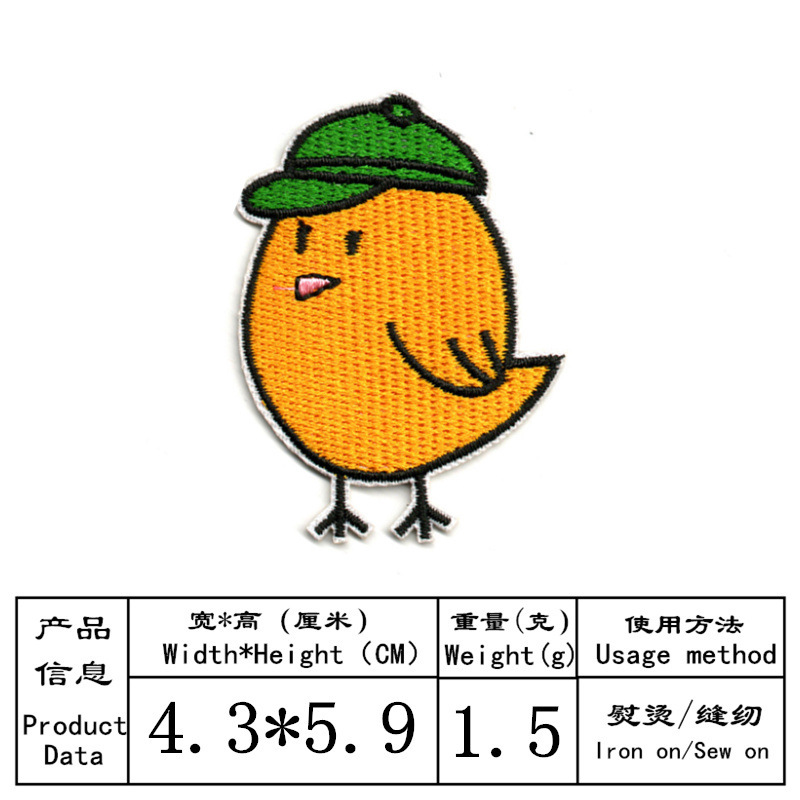 产品
信息
Product
Data
宽*高 (厘米)
Width*Height (CM)
4.3*5.9
重量(克)
Weight(g)
1.5
使用方法
Usage method
熨烫/缝纫
Iron on/Sew on